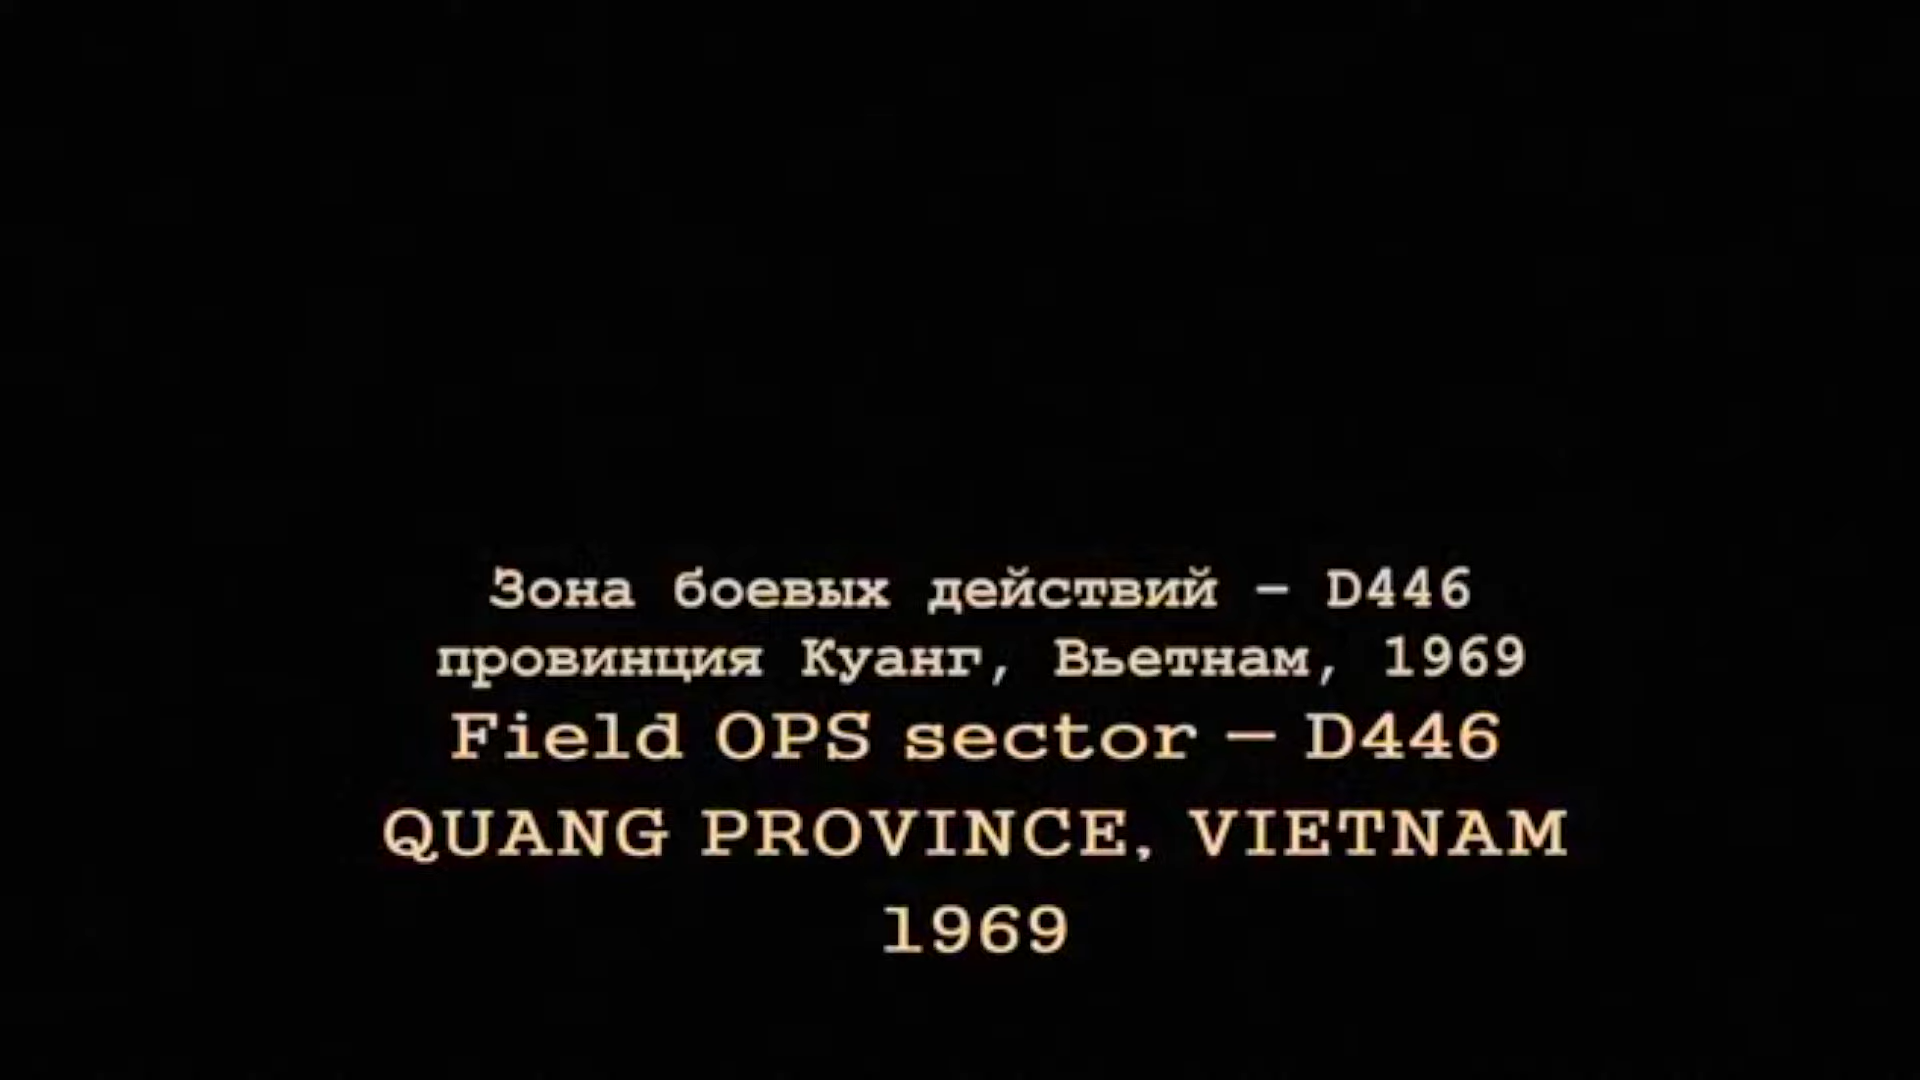 Зона боевых действий – D446
провинция Куанг, Вьетнам, 1969
Field OPS sector – D446
QUANG PROVINCE, VIETNAM
1969